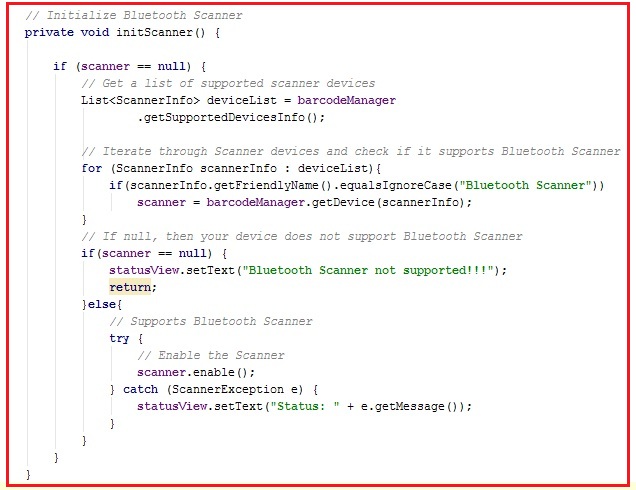 // Initialize Bluetooth Scanner
private void initScanner() {
if (scanner == null) {
// Get a list of supported scanner devices
List<ScannerInfo> deviceList = barcodeManager
.getSupportedDevicesInfo();
// Iterate through Scanner devices and check if it supports Bluetooth Scanner
for (ScannerInfo scannerInfo : deviceList){
if(scannerInfo.getFriendlyName().equalsIgnoreCase("Bluetooth Scanner"))
scanner = barcodeManager.getDevice(scannerInfo);
}
// If null, then your device does not support Bluetooth Scanner
if(scanner == null) {
statusView.setText("Bluetooth Scanner not supported!!!");
return;
}else{
// Supports Bluetooth Scanner
try {
// Enable the Scanner
scanner.enable();
} catch (ScannerException e) {
statusView.setText("Status: " + e.getMessage());
}
}
}
}